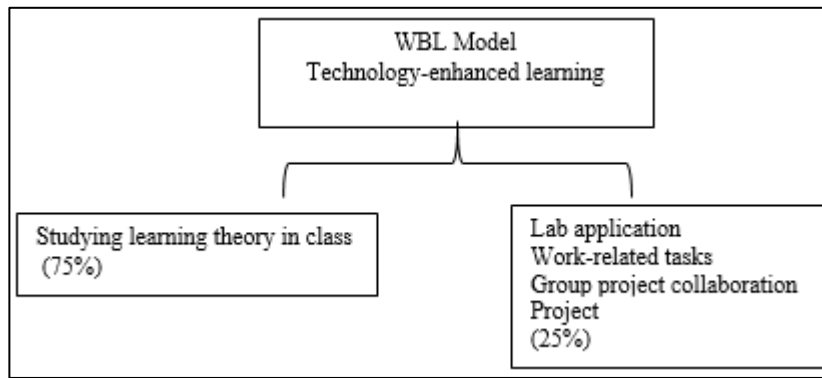 WBL Model
Technology-enhanced learning
Studying learning theory in class
(75%)
Lab application
Work-related tasks
Group project collaboration
Project
(25%)